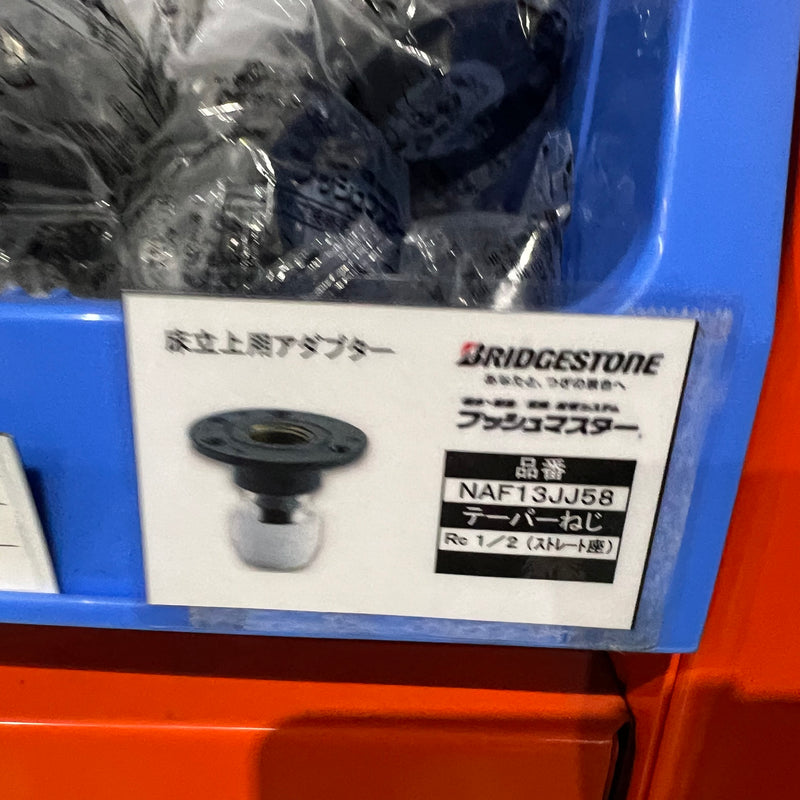 床立上用アダプター
BRIDGESTONE
あなたと、つぎの景色へ
プッシュマスター
品番
NAF13JJ58
テーパーねじ
Rc 1/2 (ストレート座)